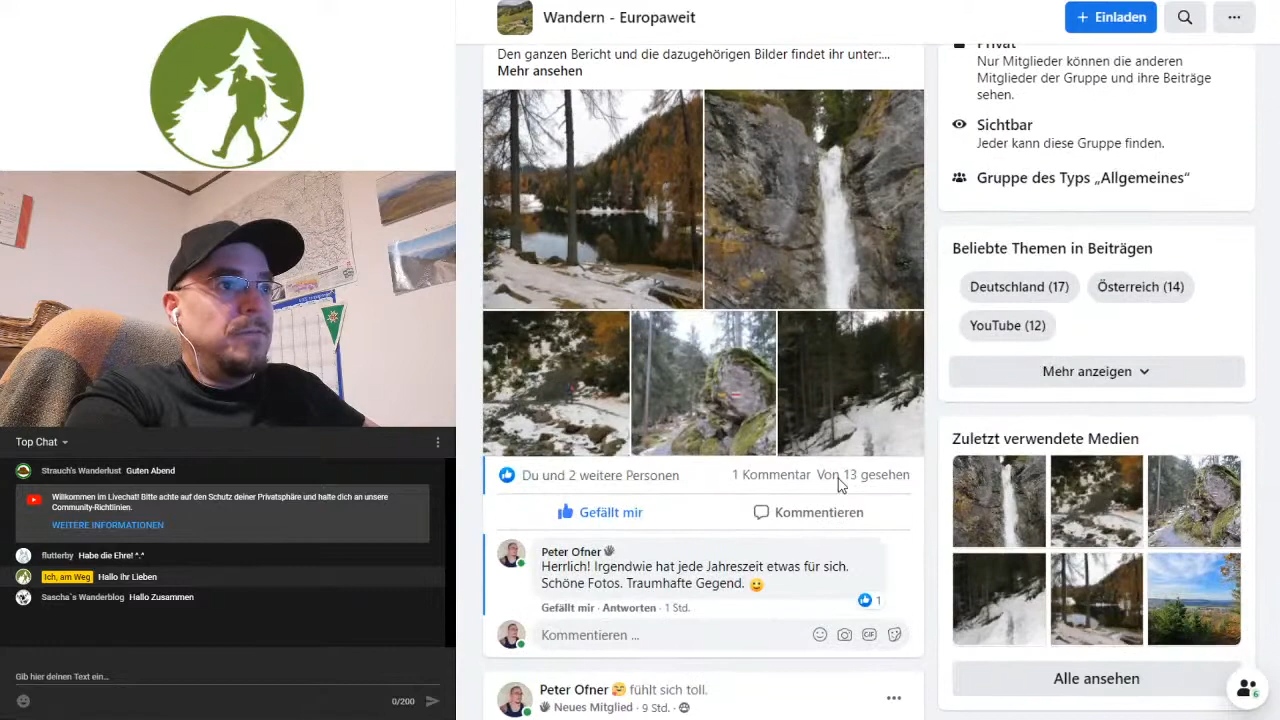 Wandern - Europaweit
Einladen
Den ganzen Bericht und die dazugehörigen Bilder findet ihr unter:...
Mehr ansehen
Du und 2 weitere Personen
1 Kommentar
Von 13 gesehen
Gefällt mir
Kommentieren
Peter Ofner
Herrlich! Irgendwie hat jede Jahreszeit etwas für sich.
Schöne Fotos. Traumhafte Gegend.
1
Gefällt mir · Antworten · 1 Std.
Kommentieren ...
GIF
Peter Ofner fühlt sich toll.
Neues Mitglied · 9 Std. ·
Privat
Nur Mitglieder können die anderen
Mitglieder der Gruppe und ihre Beiträge
sehen.
Sichtbar
Jeder kann diese Gruppe finden.
Gruppe des Typs „Allgemeines“
Beliebte Themen in Beiträgen
Deutschland (17)
Österreich (14)
YouTube (12)
Mehr anzeigen
Zuletzt verwendete Medien
Alle ansehen
6
Top Chat
Strauch's Wanderlust Guten Abend
Willkommen im Livechat! Bitte achte auf den Schutz deiner Privatsphäre und halte dich an unsere
Community-Richtlinien.
WEITERE INFORMATIONEN
flutterby Habe die Ehre! ^.^
Ich, am Weg Hallo ihr Lieben
Sascha`s Wanderblog Hallo Zusammen
Gib hier deinen Text ein...
0/200